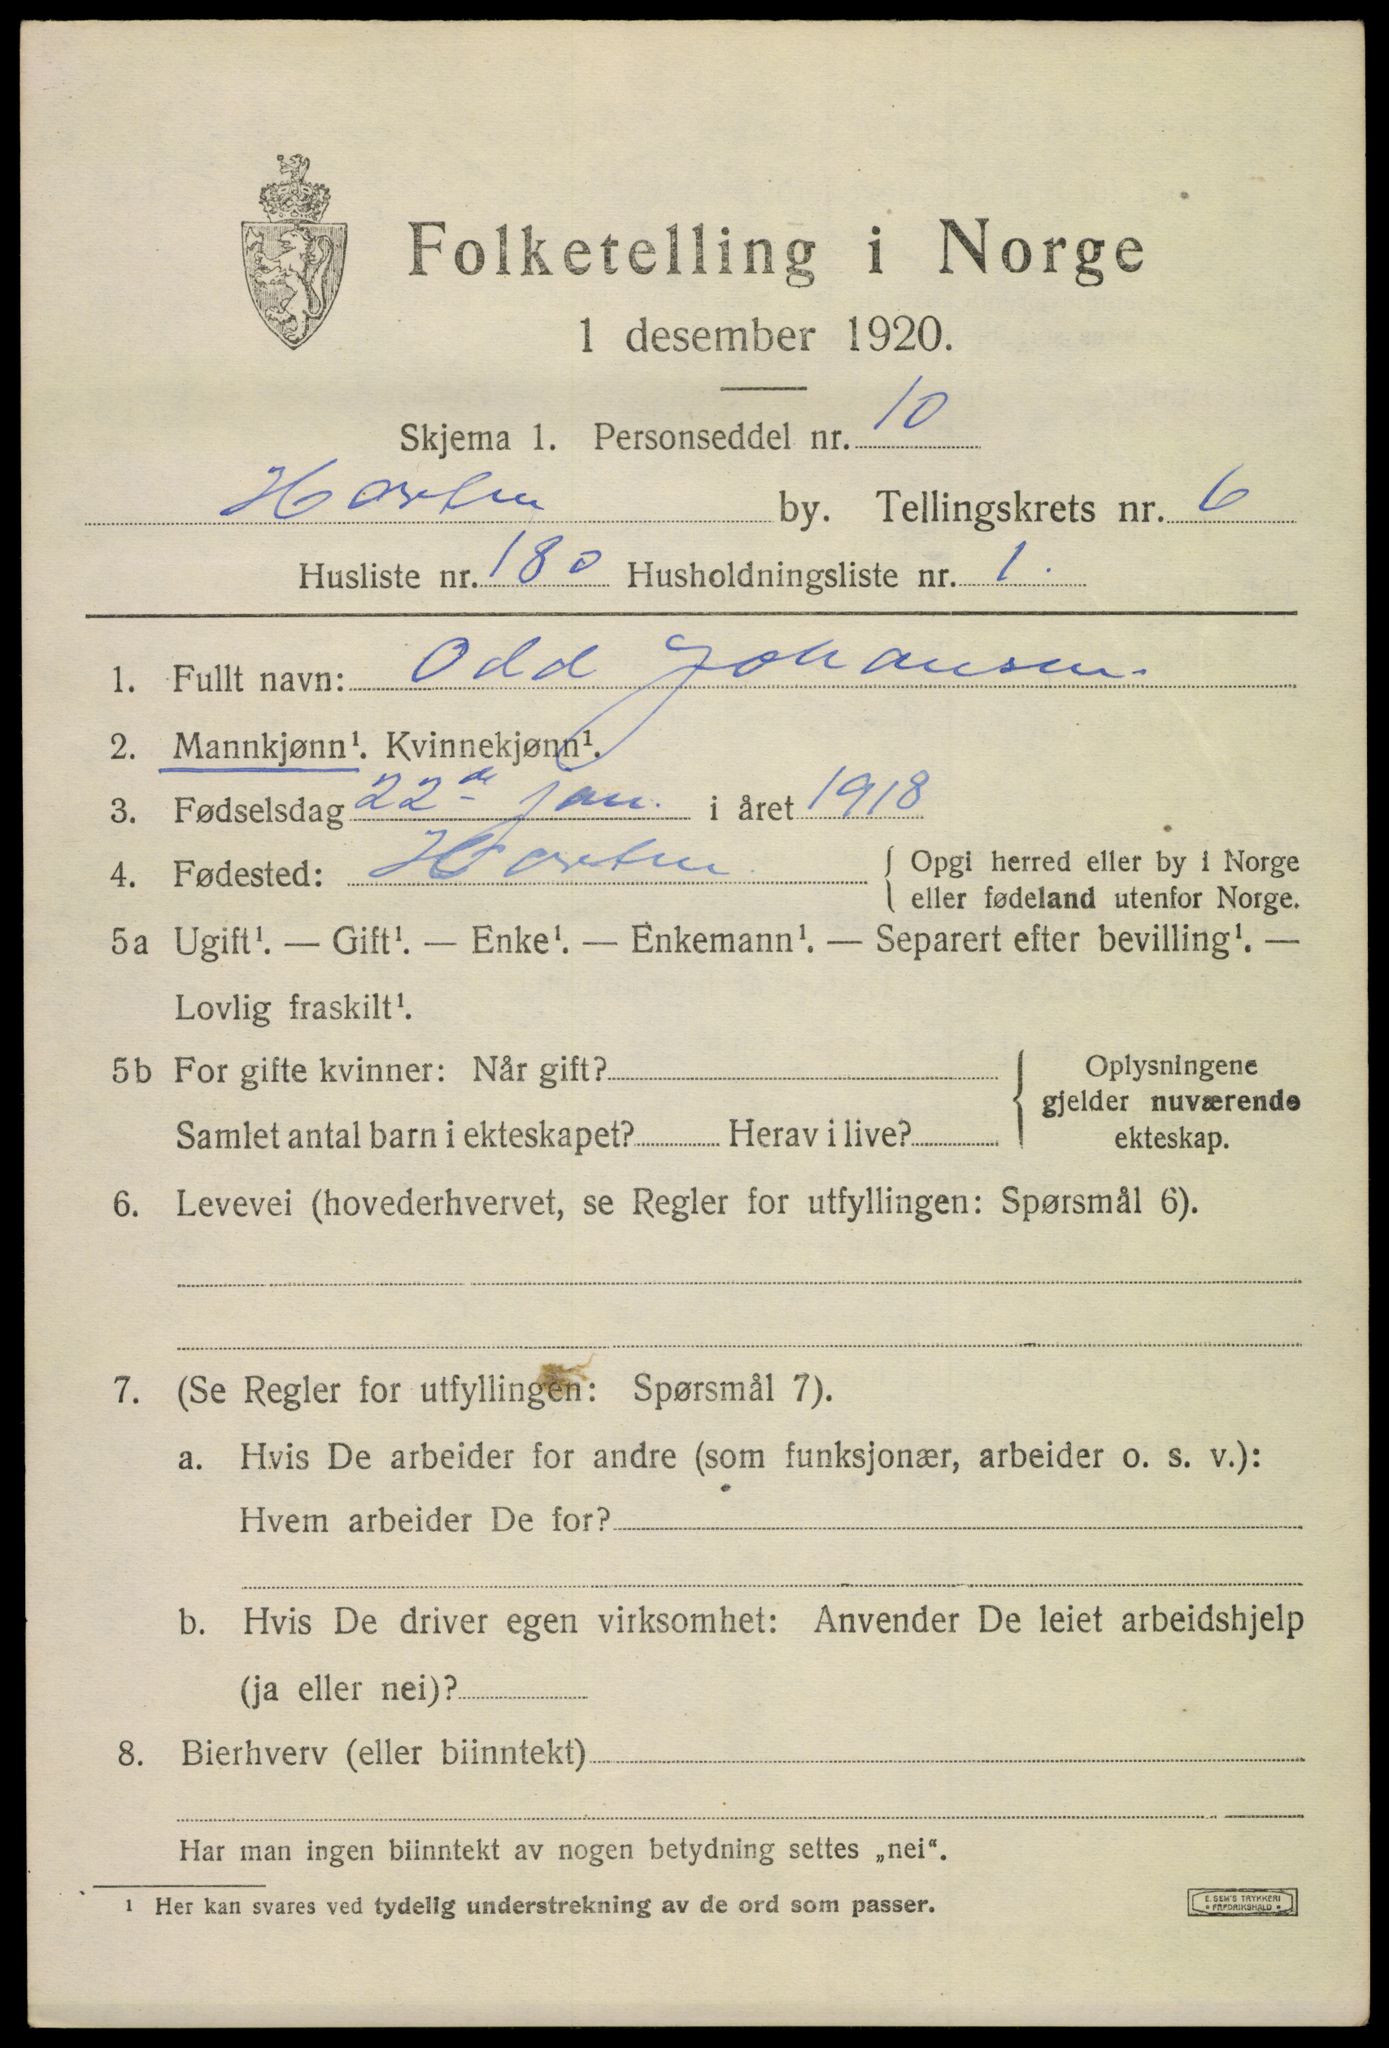 Folketelling i Norge
1 desember 1920.
Skjema 1. Personseddel nr. 10
Horten by. Tellingskrets nr. 6
Husliste nr. 180 Husholdningsliste nr. 1.
1. Fullt navn: Odd Johansen.
2. Mannkjønn¹. Kvinnekjønn¹.
3. Fødselsdag 22de jan. i året 1918
4. Fødested: Horten. { Opgi herred eller by i Norge
eller fødeland utenfor Norge.
5a Ugift¹. — Gift¹. — Enke¹. — Enkemann¹. — Separert efter bevilling¹. —
Lovlig fraskilt¹.
5b For gifte kvinner: Når gift?
Samlet antal barn i ekteskapet? Herav i live?
{ Oplysningene
gjelder nuværende
ekteskap.
6. Levevei (hovederhvervet, se Regler for utfyllingen: Spørsmål 6).
7. (Se Regler for utfyllingen: Spørsmål 7).
a. Hvis De arbeider for andre (som funksjonær, arbeider o. s. v.):
Hvem arbeider De for?
b. Hvis De driver egen virksomhet: Anvender De leiet arbeidshjelp
(ja eller nei)?
8. Bierhverv (eller biinntekt)
Har man ingen biinntekt av nogen betydning settes „nei“.
¹ Her kan svares ved tydelig understrekning av de ord som passer.
E. SEM'S TRYKKERI
* FREDRIKSHALD *